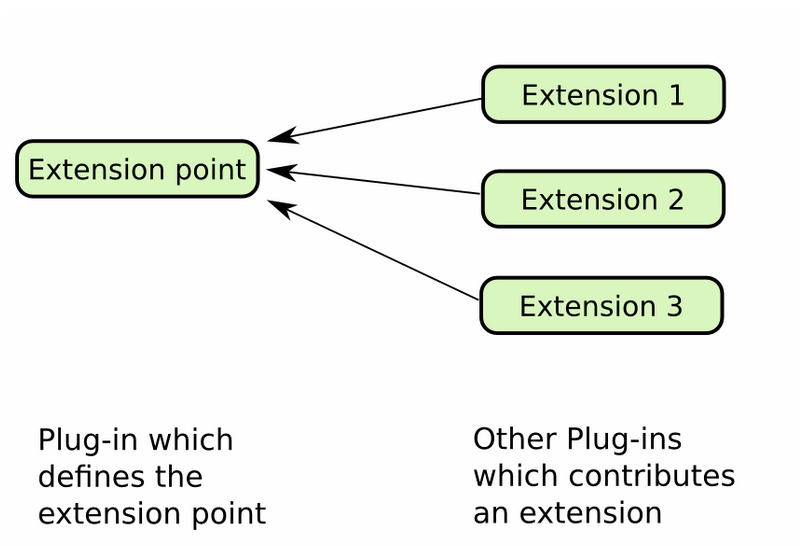 Extension 1
Extension point
Extension 2
Extension 3
Plug-in which
defines the
extension point
Other Plug-ins
which contributes
an extension